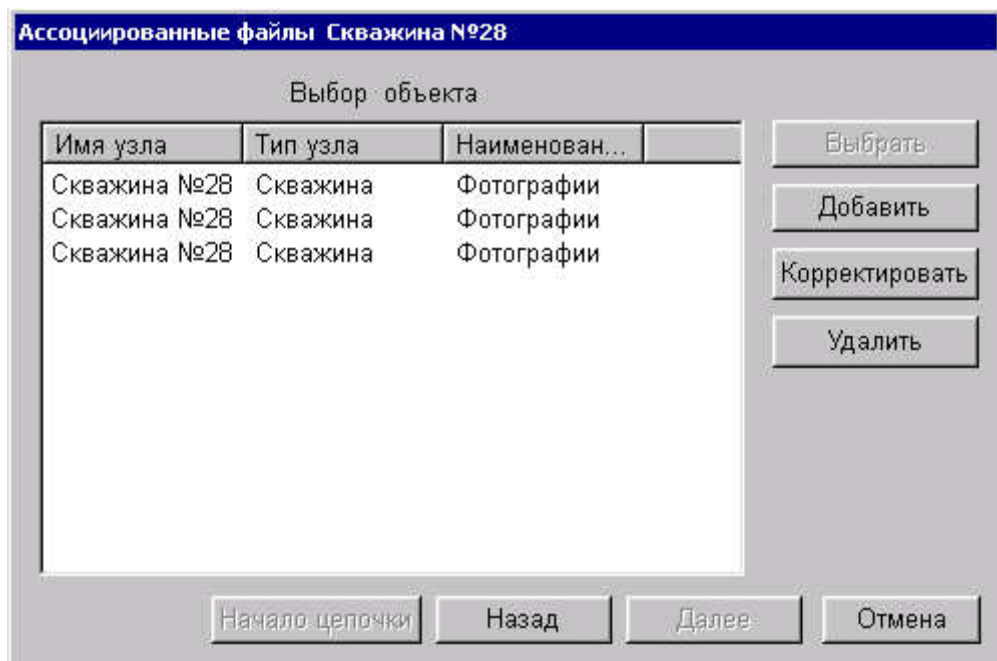 Ассоциированные файлы Скважина №28
Выбор объекта
Имя узла Тип узла Наименован...
Скважина №28 Скважина Фотографии
Скважина №28 Скважина Фотографии
Скважина №28 Скважина Фотографии
Выбрать
Добавить
Корректировать
Удалить
Начало цепочки Назад Далее Отмена